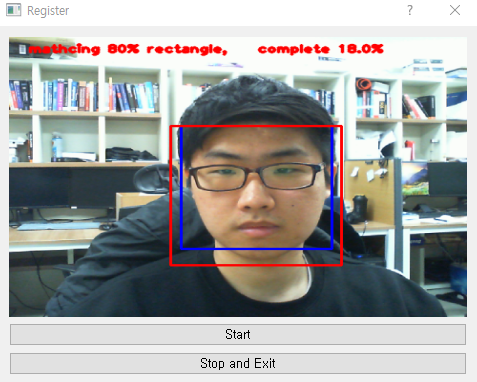 Register
?
mathcing 80% rectangle, complete 18.0%
Start
Stop and Exit